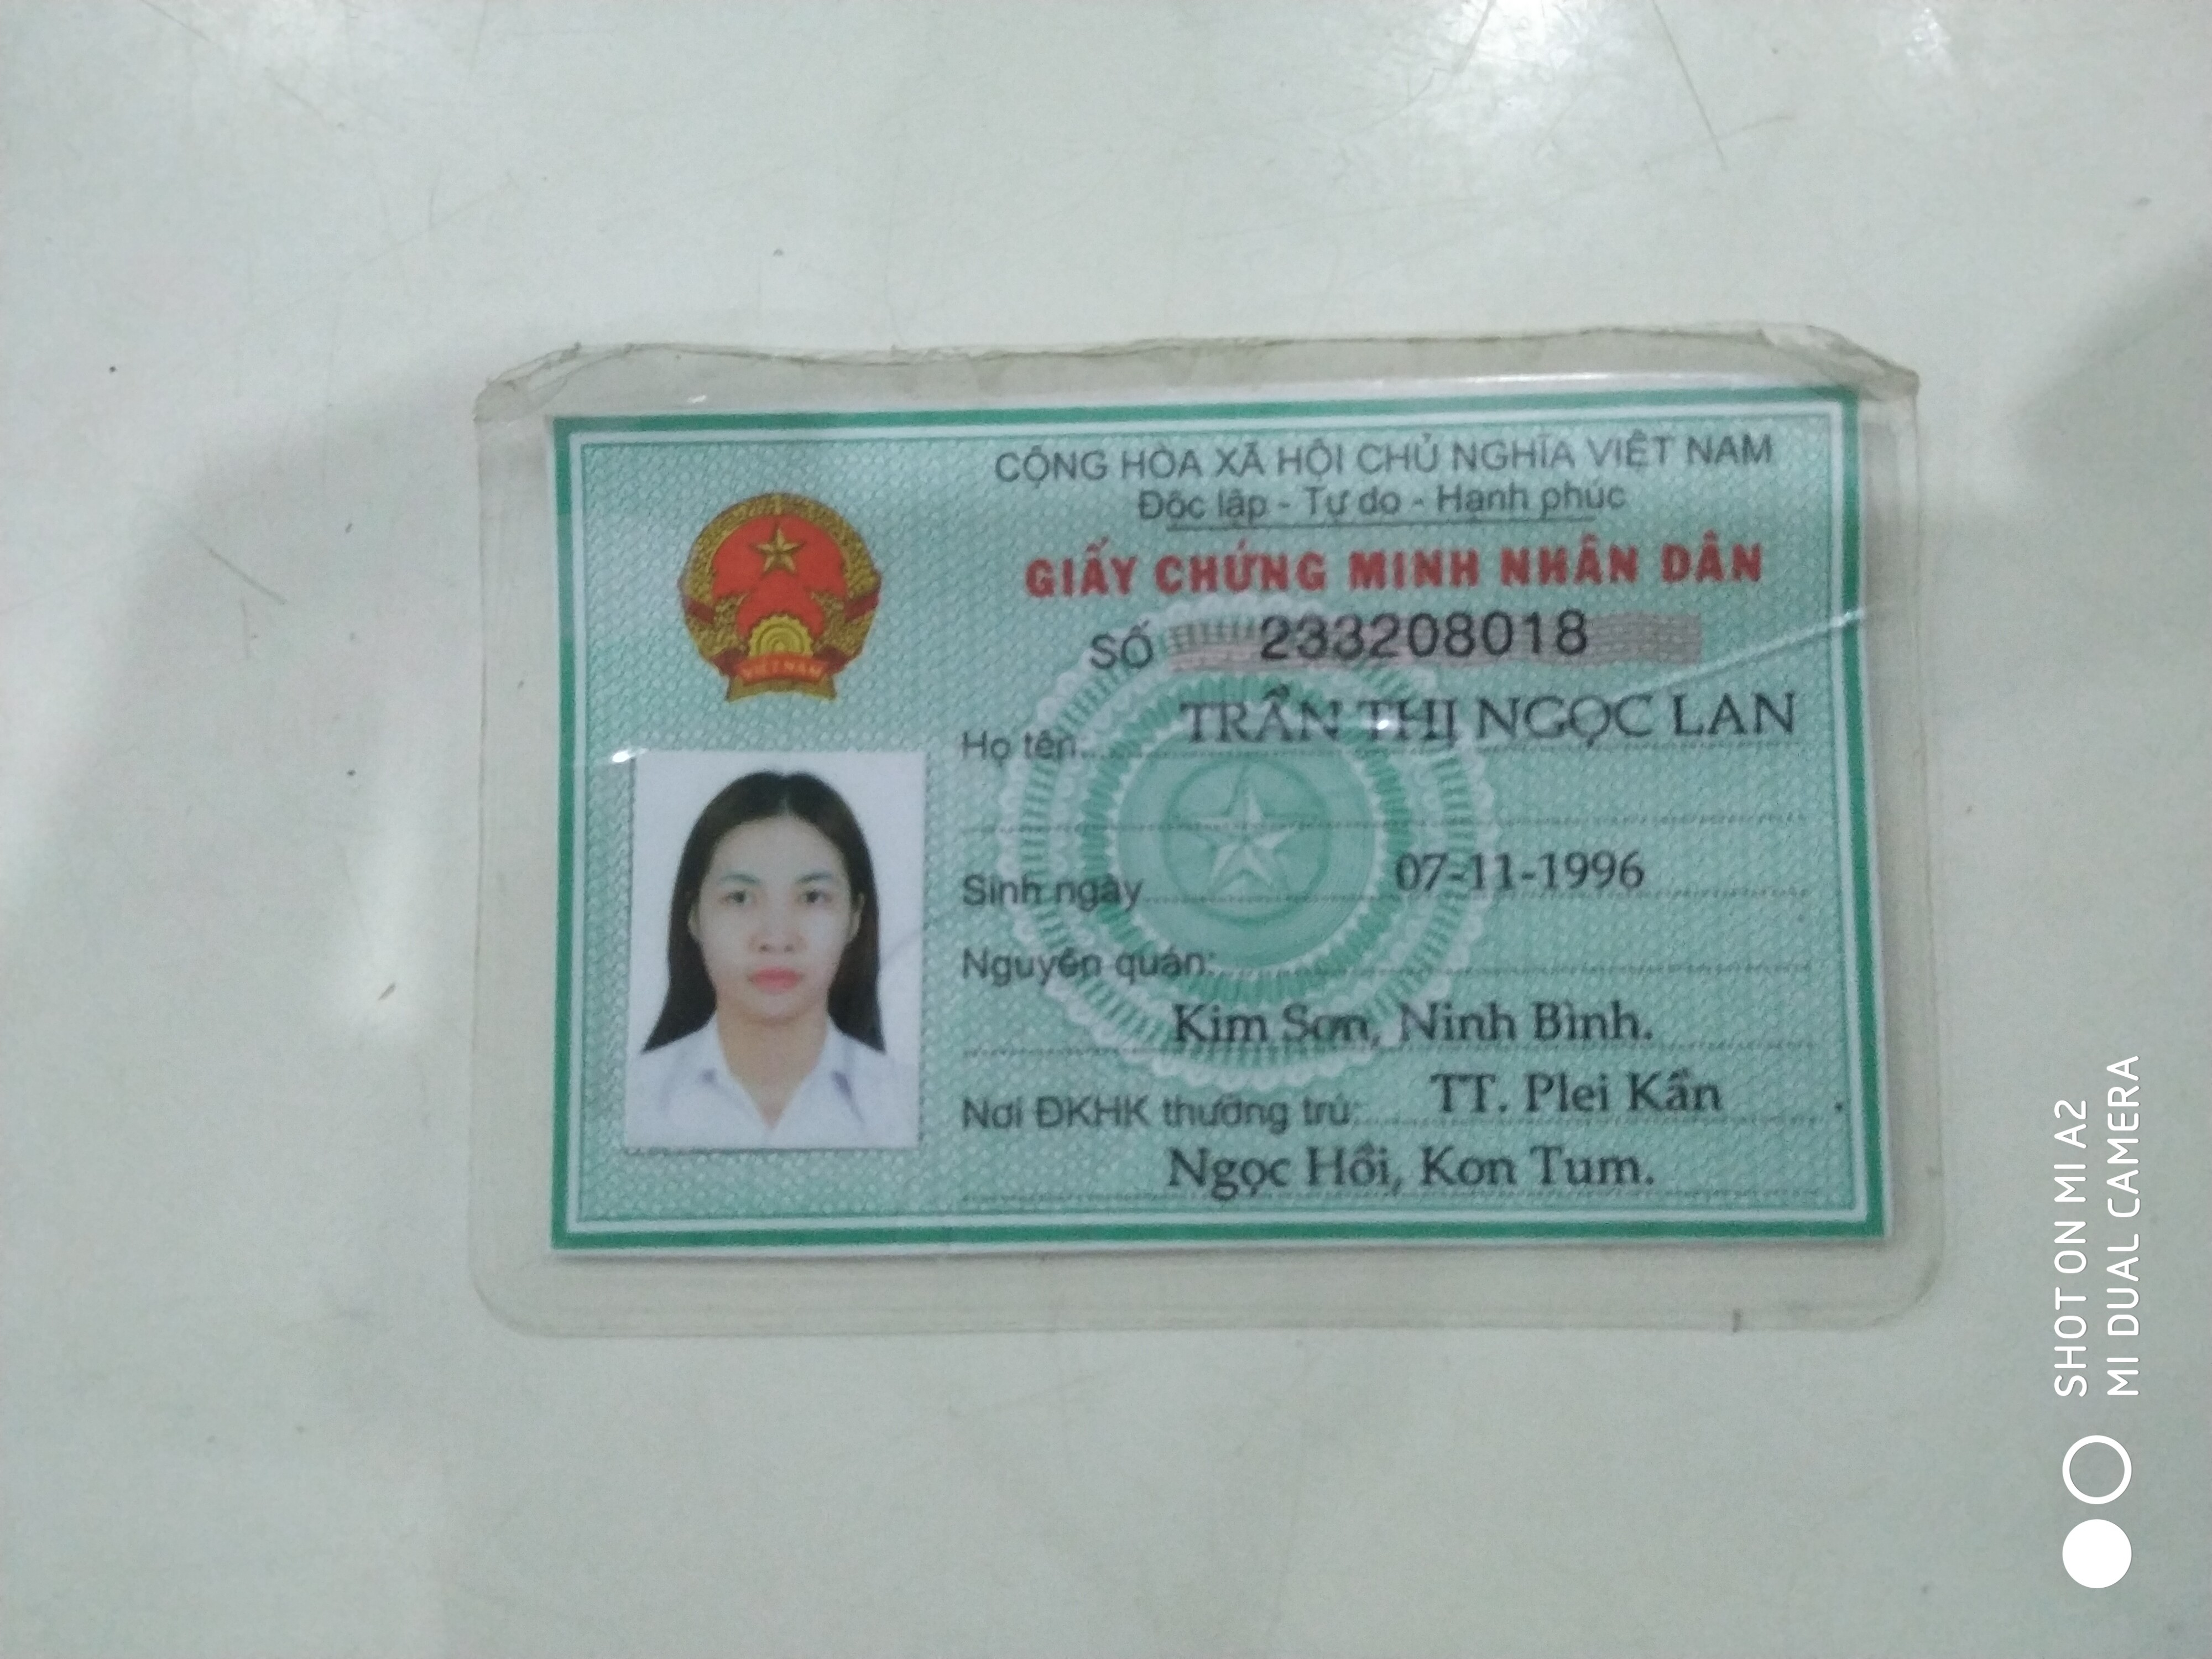 CỘNG HÒA XÃ HỘI CHỦ NGHĨA VIỆT NAM
Độc lập - Tự do - Hạnh phúc
GIẤY CHỨNG MINH NHÂN DÂN
SỐ 233208018
Họ tên TRẦN THỊ NGỌC LAN
Sinh ngày 07-11-1996
Nguyên quán:
Kim Sơn, Ninh Bình.
Nơi ĐKHK thường trú: TT. Plei Kần
Ngọc Hồi, Kon Tum.
VIỆT NAM
SHOT ON MI A2
MI DUAL CAMERA